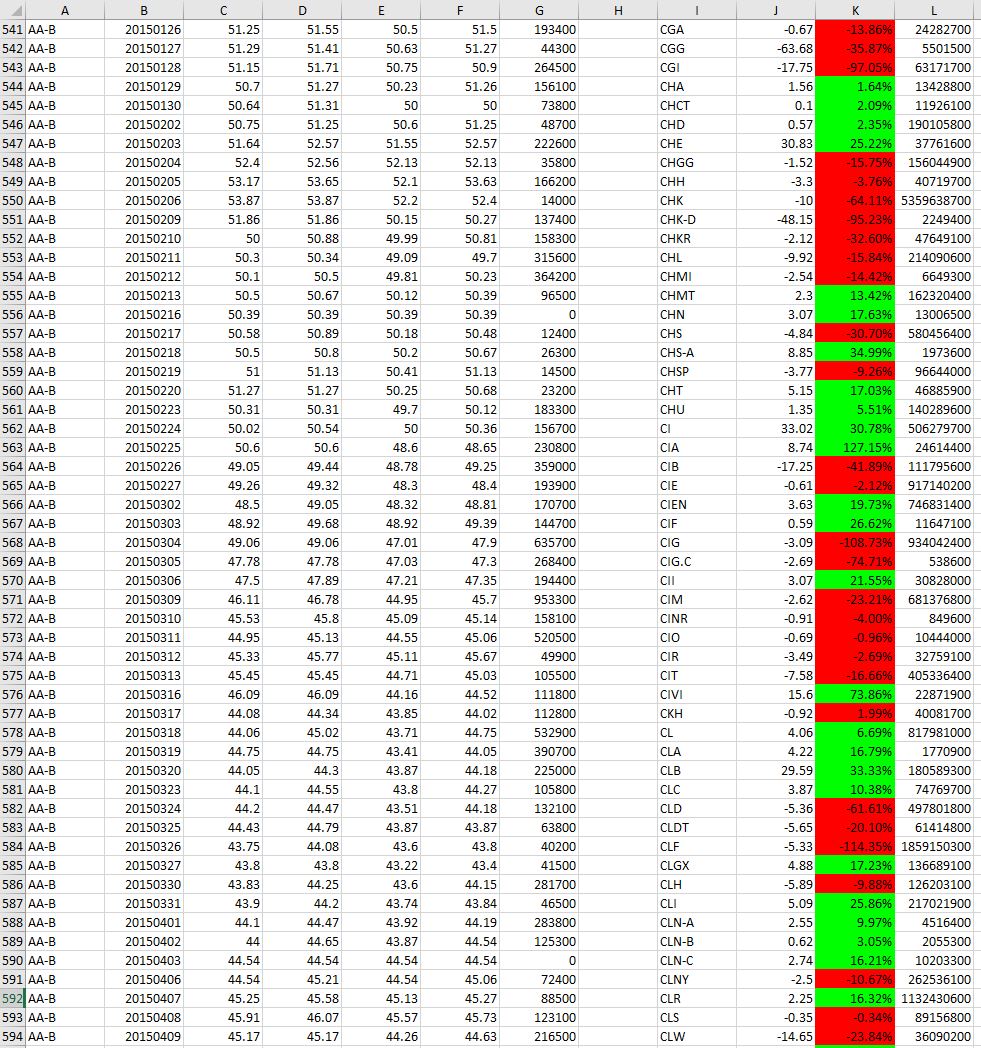 A B C D E F G H I J K L
541 AA-B 20150126 51.25 51.55 50.5 51.5 193400 CGA -0.67 -13.86% 24282700
542 AA-B 20150127 51.29 51.41 50.63 51.27 44300 CGG -63.68 -35.87% 5501500
543 AA-B 20150128 51.15 51.71 50.75 50.9 264500 CGI -17.75 -97.05% 63171700
544 AA-B 20150129 50.7 51.27 50.23 51.26 156100 CHA 1.56 1.64% 13428800
545 AA-B 20150130 50.64 51.31 50 50 73800 CHCT 0.1 2.09% 11926100
546 AA-B 20150202 50.75 51.25 50.6 51.25 48700 CHD 0.57 2.35% 190105800
547 AA-B 20150203 51.64 52.57 51.55 52.57 222600 CHE 30.83 25.22% 37761600
548 AA-B 20150204 52.4 52.56 52.13 52.13 35800 CHGG -1.52 -15.75% 156044900
549 AA-B 20150205 53.17 53.65 52.1 53.63 166200 CHH -3.3 -3.76% 40719700
550 AA-B 20150206 53.87 53.87 52.2 52.4 14000 CHK -10 -64.11% 5359638700
551 AA-B 20150209 51.86 51.86 50.15 50.27 137400 CHK-D -48.15 -95.23% 2249400
552 AA-B 20150210 50 50.88 49.99 50.81 158300 CHKR -2.12 -32.60% 47649100
553 AA-B 20150211 50.3 50.34 49.09 49.7 315600 CHL -9.92 -15.84% 214090600
554 AA-B 20150212 50.1 50.5 49.81 50.23 364200 CHMI -2.54 -14.42% 6649300
555 AA-B 20150213 50.5 50.67 50.12 50.39 96500 CHMT 2.3 13.42% 162320400
556 AA-B 20150216 50.39 50.39 50.39 50.39 0 CHN 3.07 17.63% 13006500
557 AA-B 20150217 50.58 50.89 50.18 50.48 12400 CHS -4.84 -30.70% 580456400
558 AA-B 20150218 50.5 50.8 50.2 50.67 26300 CHS-A 8.85 34.99% 1973600
559 AA-B 20150219 51 51.13 50.41 51.13 14500 CHSP -3.77 -9.26% 96644000
560 AA-B 20150220 51.27 51.27 50.25 50.68 23200 CHT 5.15 17.03% 46885900
561 AA-B 20150223 50.31 50.31 49.7 50.12 183300 CHU 1.35 5.51% 140289600
562 AA-B 20150224 50.02 50.54 50 50.36 156700 CI 33.02 30.78% 506279700
563 AA-B 20150225 50.6 50.6 48.6 48.65 230800 CIA 8.74 127.15% 24614400
564 AA-B 20150226 49.05 49.44 48.78 49.25 359000 CIB -17.25 -41.89% 111795600
565 AA-B 20150227 49.26 49.32 48.3 48.4 193900 CIE -0.61 -2.12% 917140200
566 AA-B 20150302 48.5 49.05 48.32 48.81 170700 CIEN 3.63 19.73% 746831400
567 AA-B 20150303 48.92 49.68 48.92 49.39 144700 CIF 0.59 26.62% 11647100
568 AA-B 20150304 49.06 49.06 47.01 47.9 635700 CIG -3.09 -108.73% 934042400
569 AA-B 20150305 47.78 47.78 47.03 47.3 268400 CIG.C -2.69 -74.71% 538600
570 AA-B 20150306 47.5 47.89 47.21 47.35 194400 CII 3.07 21.55% 30828000
571 AA-B 20150309 46.11 46.78 44.95 45.7 953300 CIM -2.62 -23.21% 681376800
572 AA-B 20150310 45.53 45.8 45.09 45.14 158100 CINR -0.91 -4.00% 849600
573 AA-B 20150311 44.95 45.13 44.55 45.06 520500 CIO -0.69 -0.96% 10444000
574 AA-B 20150312 45.33 45.77 45.11 45.67 49900 CIR -3.49 -2.69% 32759100
575 AA-B 20150313 45.45 45.45 44.71 45.03 105500 CIT -7.58 -16.66% 405336400
576 AA-B 20150316 46.09 46.09 44.16 44.52 111800 CIVI 15.6 73.86% 22871900
577 AA-B 20150317 44.08 44.34 43.85 44.02 112800 CKH -0.92 1.99% 40081700
578 AA-B 20150318 44.06 45.02 43.71 44.75 532900 CL 4.06 6.69% 817981000
579 AA-B 20150319 44.75 44.75 43.41 44.05 390700 CLA 4.22 16.79% 1770900
580 AA-B 20150320 44.05 44.3 43.87 44.18 225000 CLB 29.59 33.33% 180589300
581 AA-B 20150323 44.1 44.55 43.8 44.27 105800 CLC 3.87 10.38% 74769700
582 AA-B 20150324 44.2 44.47 43.51 44.18 132100 CLD -5.36 -61.61% 497801800
583 AA-B 20150325 44.43 44.79 43.87 43.87 63800 CLDT -5.65 -20.10% 61414800
584 AA-B 20150326 43.75 44.08 43.6 43.8 40200 CLF -5.33 -114.35% 1859150300
585 AA-B 20150327 43.8 43.8 43.22 43.4 41500 CLGX 4.88 17.23% 136689100
586 AA-B 20150330 43.83 44.25 43.6 44.15 281700 CLH -5.89 -9.88% 126203100
587 AA-B 20150331 43.9 44.2 43.74 43.84 46500 CLI 5.09 25.86% 217021900
588 AA-B 20150401 44.1 44.47 43.92 44.19 283800 CLN-A 2.55 9.97% 4516400
589 AA-B 20150402 44 44.65 43.87 44.54 125300 CLN-B 0.62 3.05% 2055300
590 AA-B 20150403 44.54 44.54 44.54 44.54 0 CLN-C 2.74 16.21% 10203300
591 AA-B 20150406 44.54 45.21 44.54 45.06 72400 CLNY -2.5 -10.67% 262536100
592 AA-B 20150407 45.25 45.58 45.13 45.27 88500 CLR 2.25 16.32% 1132430600
593 AA-B 20150408 45.91 46.07 45.57 45.73 123100 CLS -0.35 -0.34% 89156800
594 AA-B 20150409 45.17 45.17 44.26 44.63 216500 CLW -14.65 -23.84% 36090200